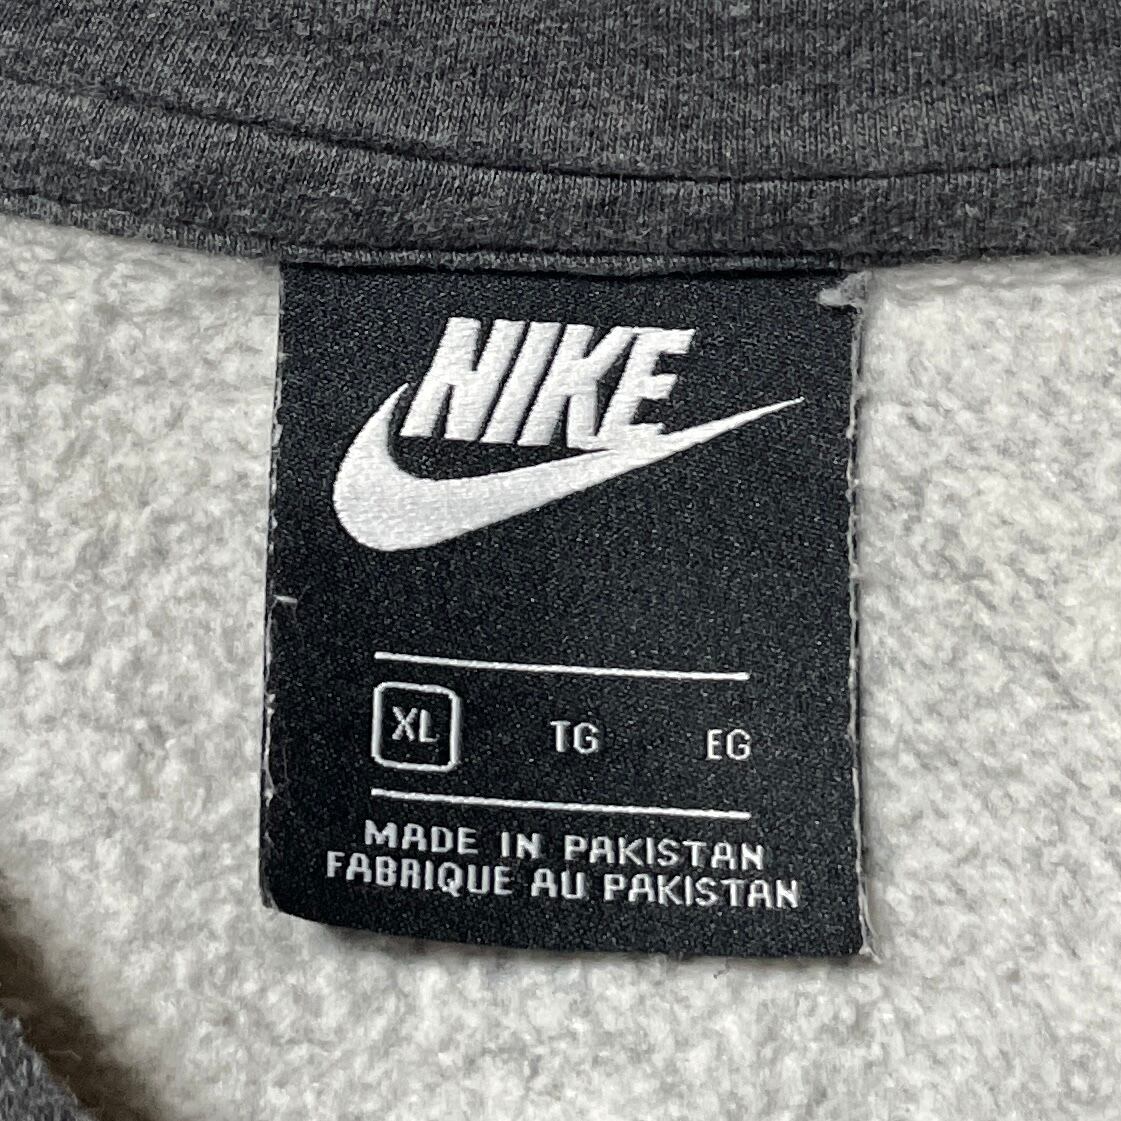 NIKE
XL TG EG
MADE IN PAKISTAN
FABRIQUE AU PAKISTAN